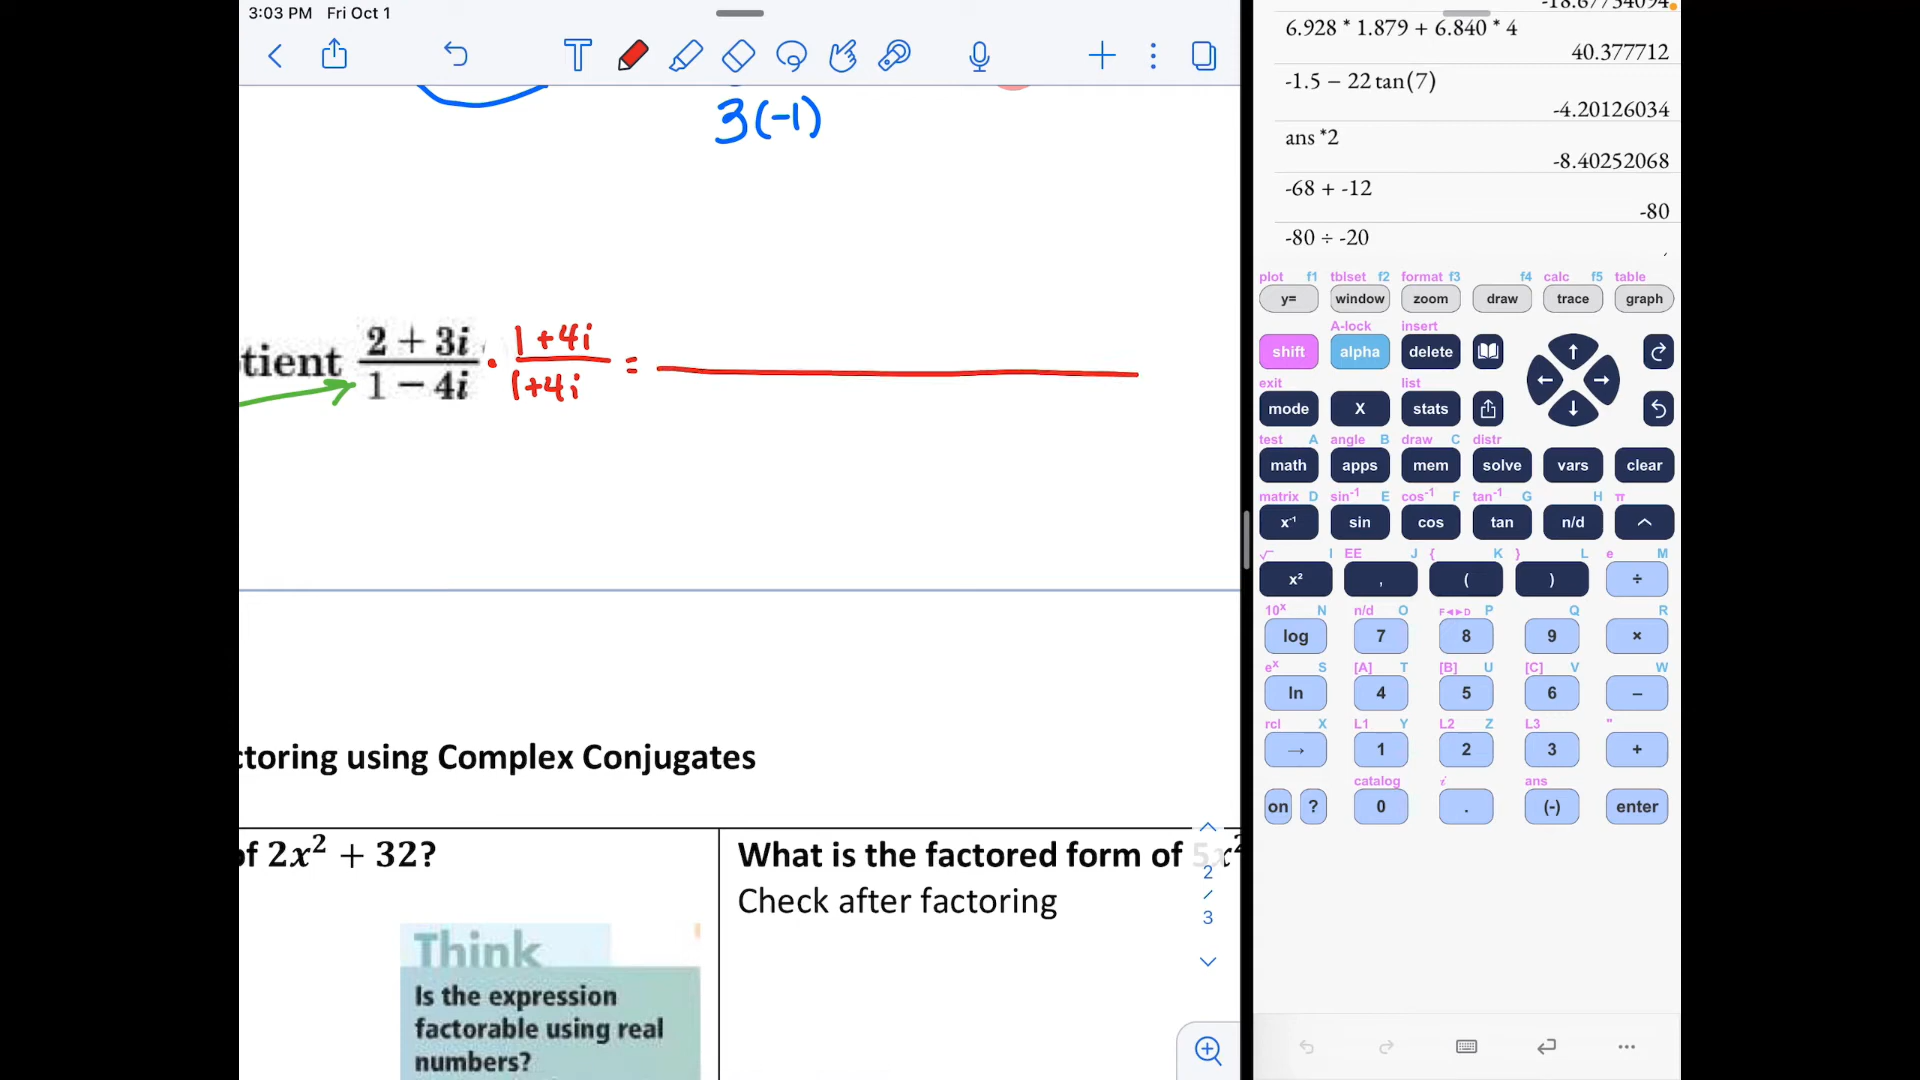 3:03 PM Fri Oct 1
3(-1)
tient 2 + 3i / 1 − 4i · 1+4i / 1+4i =
ctoring using Complex Conjugates
of 2x² + 32?
What is the factored form of 5x²
Check after factoring
Think
Is the expression
factorable using real
numbers?
2
/
3
-18.67734094
6.928 * 1.879 + 6.840 * 4
40.377712
-1.5 − 22 tan(7)
-4.20126034
ans *2
-8.40252068
-68 + -12
-80
-80 ÷ -20
plot f1 tblset f2 format f3 f4 calc f5 table
y= window zoom draw trace graph
A-lock insert
shift alpha delete
exit list
mode X stats
test A angle B draw C distr
math apps mem solve vars clear
matrix D sin⁻¹ E cos⁻¹ F tan⁻¹ G H π
x⁻¹ sin cos tan n/d ^
√ I EE J { K } L e M
x² , ( ) ÷
10ˣ N n/d O F◄►D P Q R
log 7 8 9 ×
eˣ S [A] T [B] U [C] V W
ln 4 5 6 −
rcl X L1 Y L2 Z L3 "
→ 1 2 3 +
catalog i ans
on ? 0 . (-) enter